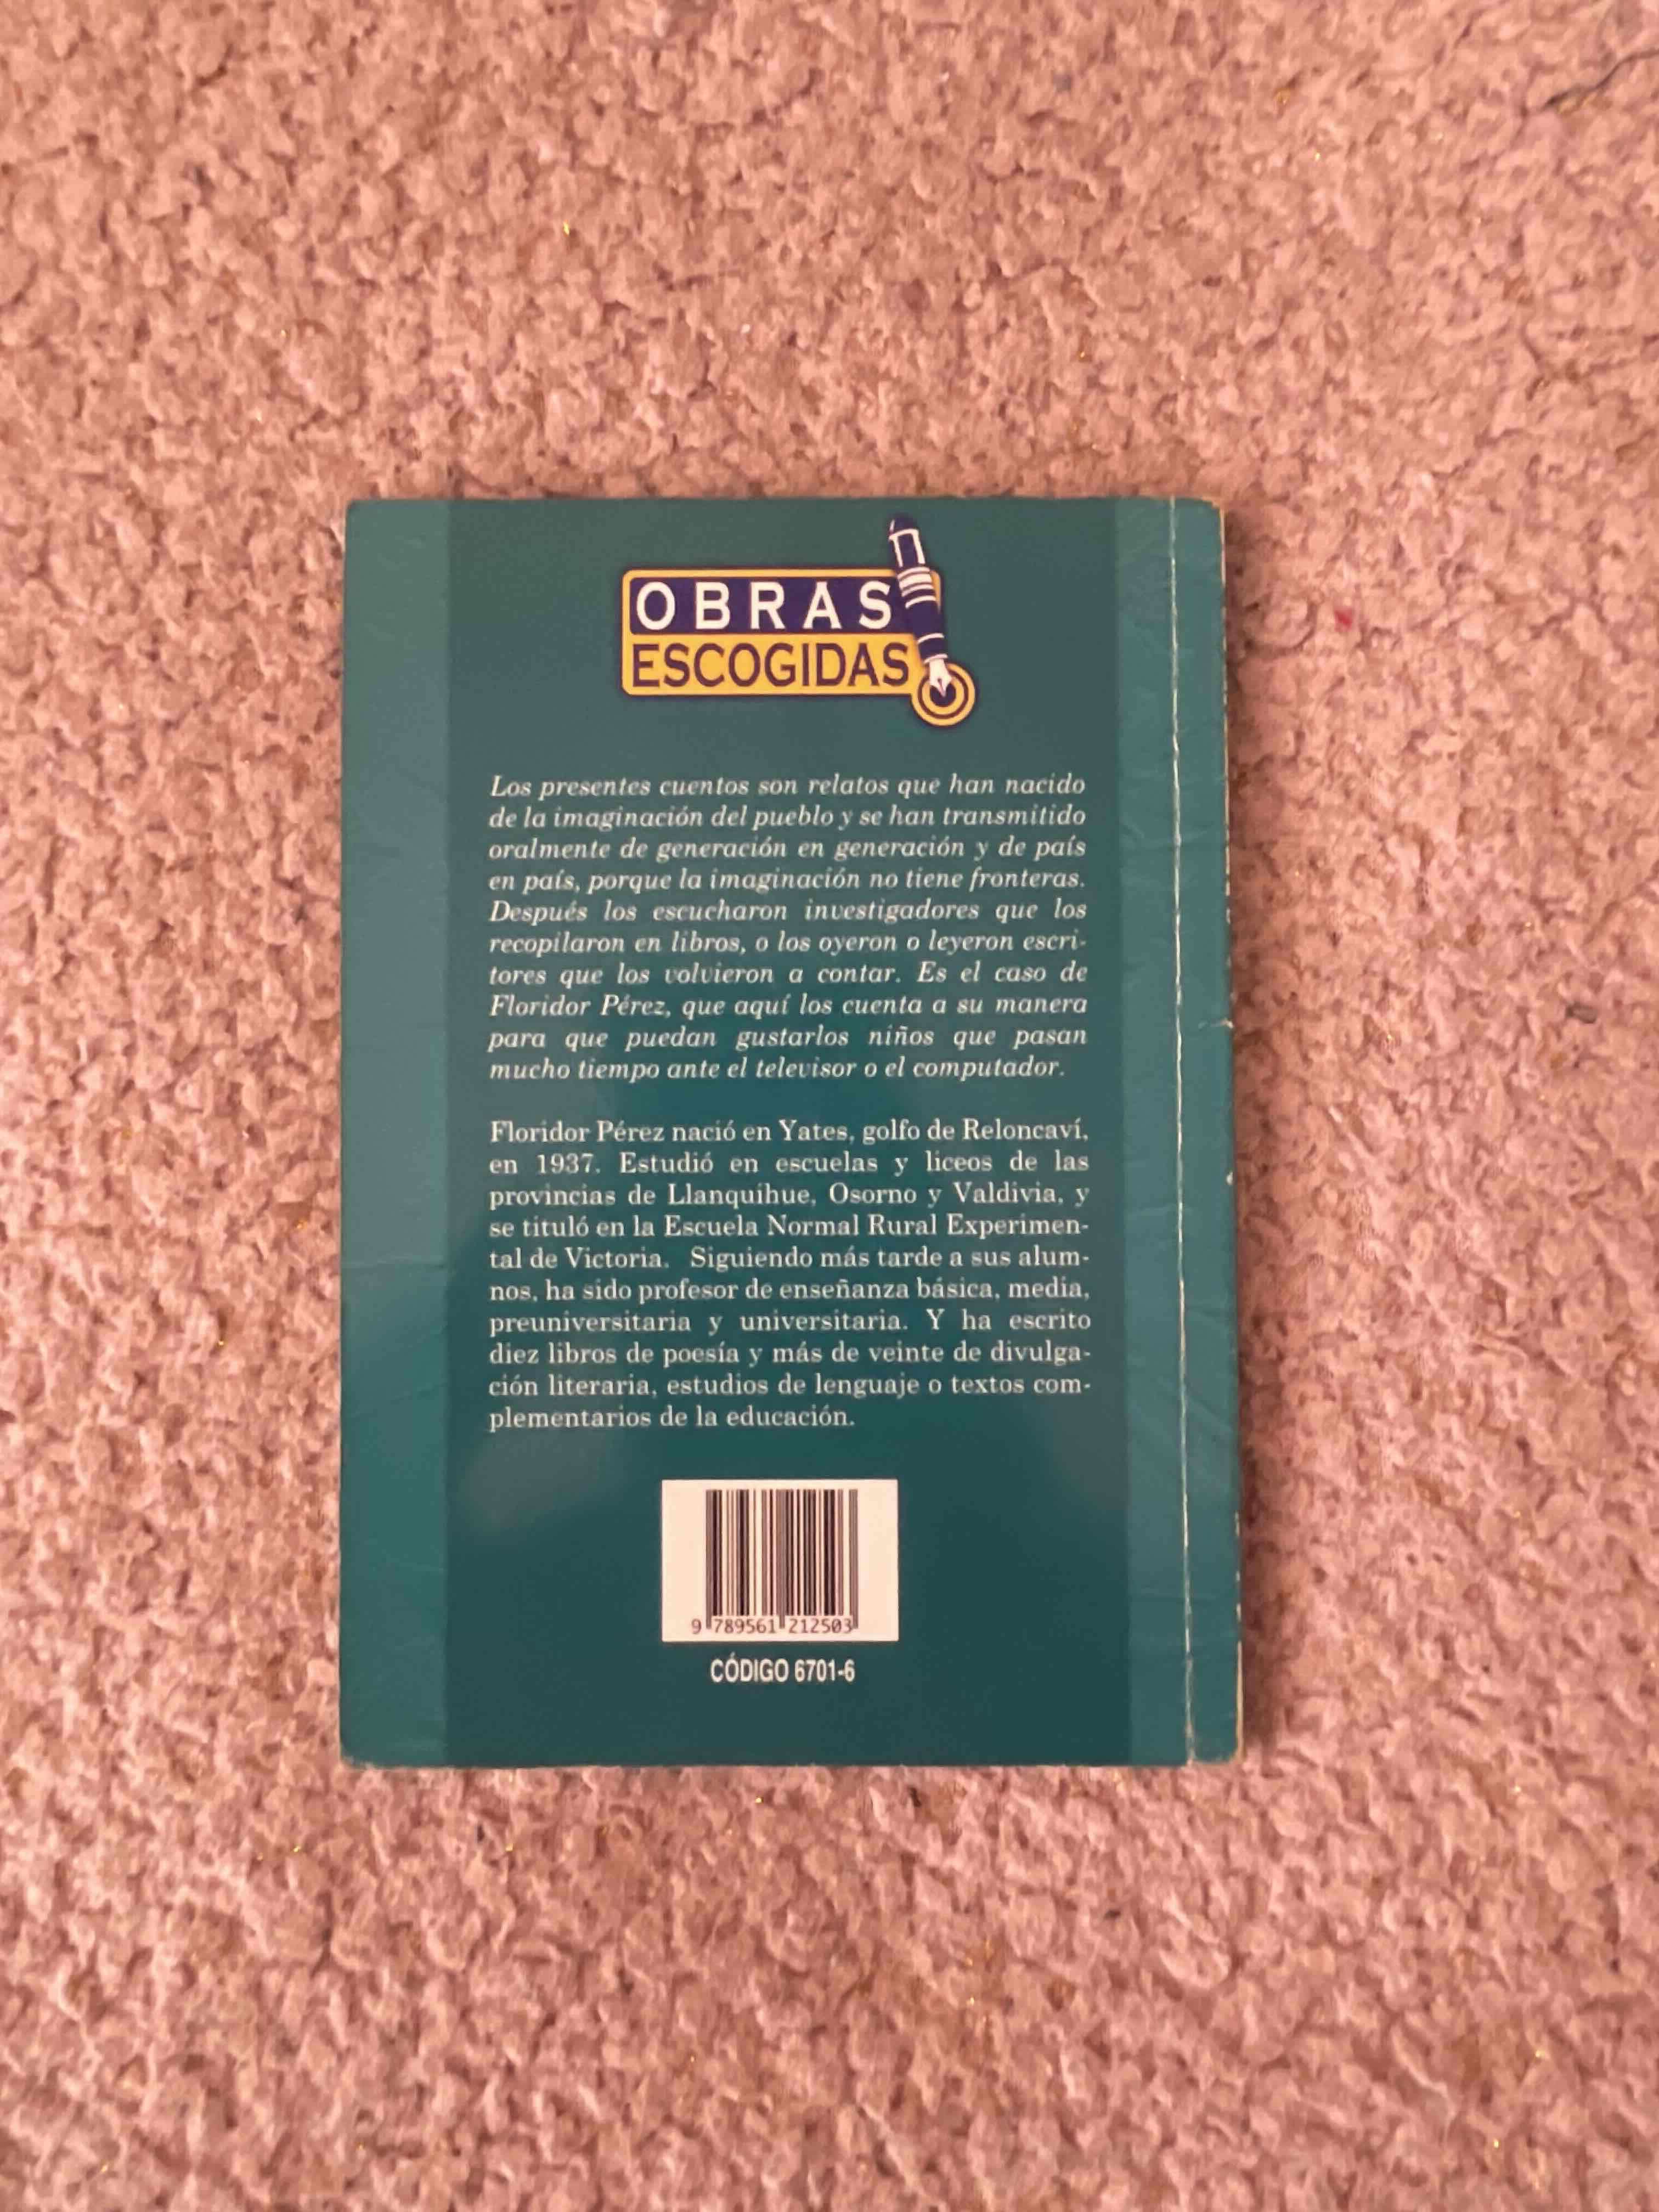 OBRAS
ESCOGIDAS
Los presentes cuentos son relatos que han nacido
de la imaginación del pueblo y se han transmitido
oralmente de generación en generación y de país
en país, porque la imaginación no tiene fronteras.
Después los escucharon investigadores que los
recopilaron en libros, o los oyeron o leyeron escri-
tores que los volvieron a contar. Es el caso de
Floridor Pérez, que aquí los cuenta a su manera
para que puedan gustarlos niños que pasan
mucho tiempo ante el televisor o el computador.
Floridor Pérez nació en Yates, golfo de Reloncaví,
en 1937. Estudió en escuelas y liceos de las
provincias de Llanquihue, Osorno y Valdivia, y
se tituló en la Escuela Normal Rural Experimen-
tal de Victoria. Siguiendo más tarde a sus alum-
nos, ha sido profesor de enseñanza básica, media,
preuniversitaria y universitaria. Y ha escrito
diez libros de poesía y más de veinte de divulga-
ción literaria, estudios de lenguaje o textos com-
plementarios de la educación.
9 789561 212503
CÓDIGO 6701-6